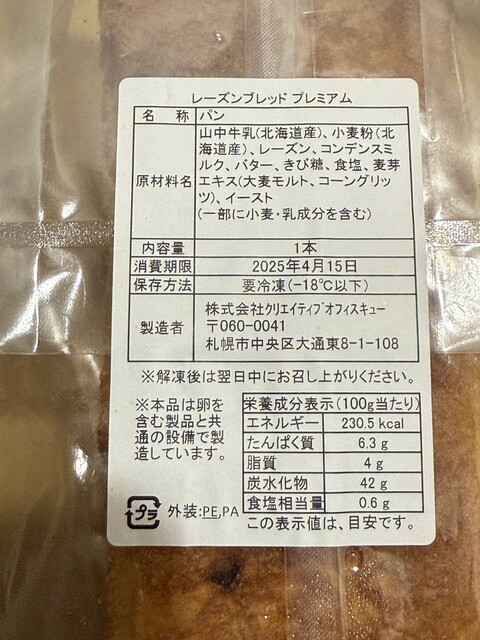 レーズンブレッド プレミアム
名 称 パン
原材料名 山中牛乳(北海道産)、小麦粉(北
海道産)、レーズン、コンデンスミ
ルク、バター、きび糖、食塩、麦芽
エキス(大麦モルト、コーングリッ
ツ)、イースト
(一部に小麦・乳成分を含む)
内容量 1本
消費期限 2025年4月15日
保存方法 要冷凍(-18℃以下)
製造者 株式会社クリエイティブオフィスキュー
〒060-0041
札幌市中央区大通東8-1-108
※解凍後は翌日中にお召し上がりください。
※本品は卵を
含む製品と共
通の設備で製
造しています。
プラ 外装:PE,PA
栄養成分表示(100g当たり)
エネルギー 230.5 kcal
たんぱく質 6.3 g
脂質 4 g
炭水化物 42 g
食塩相当量 0.6 g
この表示値は、目安です。